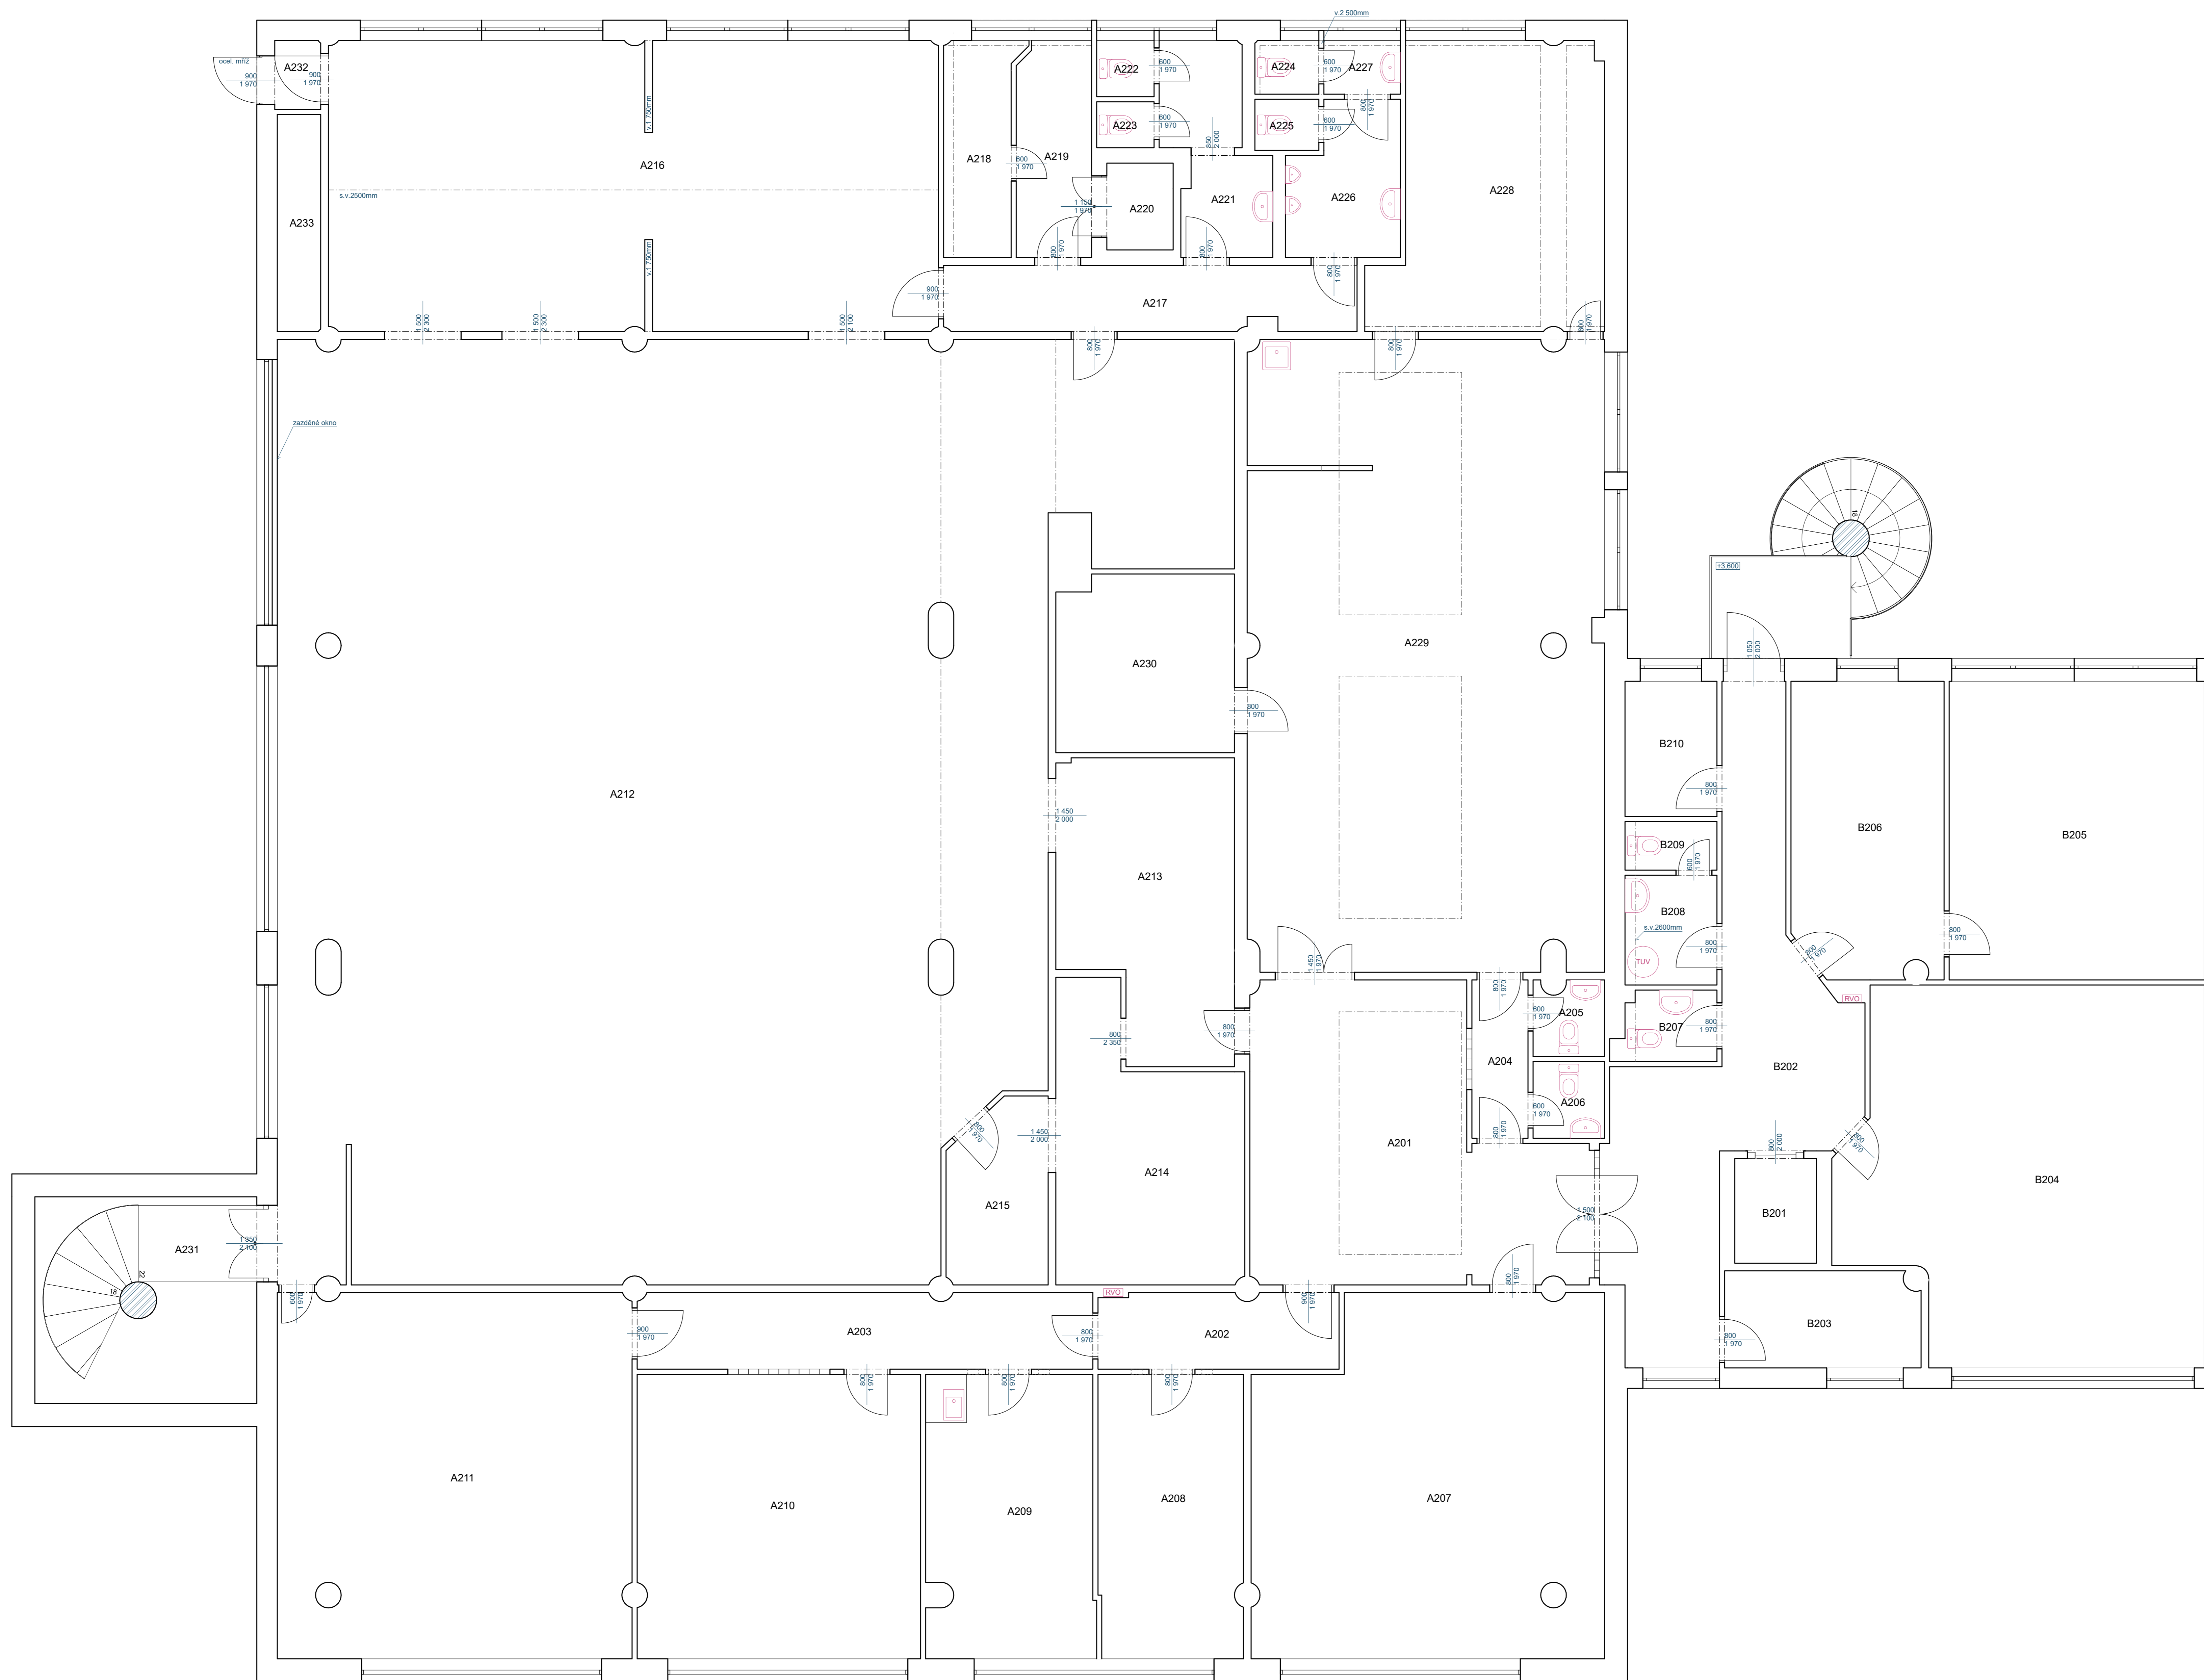 v.2 500mm
ocel. mříž
A232
900
1 970
900
1 970
A222
600
1 970
A224
600
1 970
A227
v.1 750mm
A223
600
1 970
A225
600
1 970
800
1 970
850
2 000
A216
A218
600
1 970
A219
s.v.2500mm
A228
A226
A221
A220
1 150
1 970
A233
v.1 750mm
800
1 970
800
1 970
800
1 970
900
1 970
A217
1 500
2 300
1 500
2 300
1 500
2 100
800
1 970
800
1 970
600
1 970
zazděné okno
18
+3,600
A229
1 050
2 000
A230
800
1 970
B210
800
1 970
A212
1 450
2 000
B206
B205
B209
600
1 970
A213
B208
s.v.2600mm
800
1 970
TUV
800
1 970
800
1 970
1 450
1 970
800
1 970
RVO
A205
600
1 970
B207
800
1 970
800
2 350
800
1 970
A204
B202
A206
600
1 970
800
1 970
800
1 970
1 450
2 000
A201
800
2 000
800
1 970
A214
B204
A215
B201
1 500
2 100
A231
1 350
2 100
22
18
600
1 970
800
1 970
RVO
900
1 970
900
1 970
A203
800
1 970
A202
B203
800
1 970
800
1 970
800
1 970
800
1 970
A211
A210
A209
A208
A207